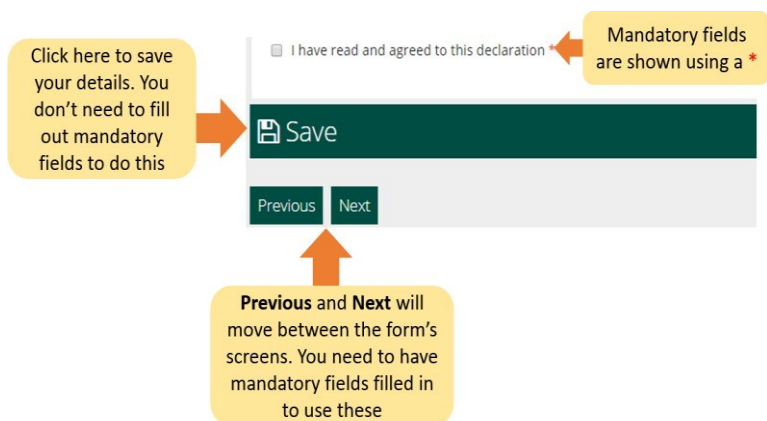 Click here to save
your details. You
don't need to fill
out mandatory
fields to do this
I have read and agreed to this declaration *
Mandatory fields
are shown using a *
Save
Previous
Next
Previous and Next will
move between the form's
screens. You need to have
mandatory fields filled in
to use these